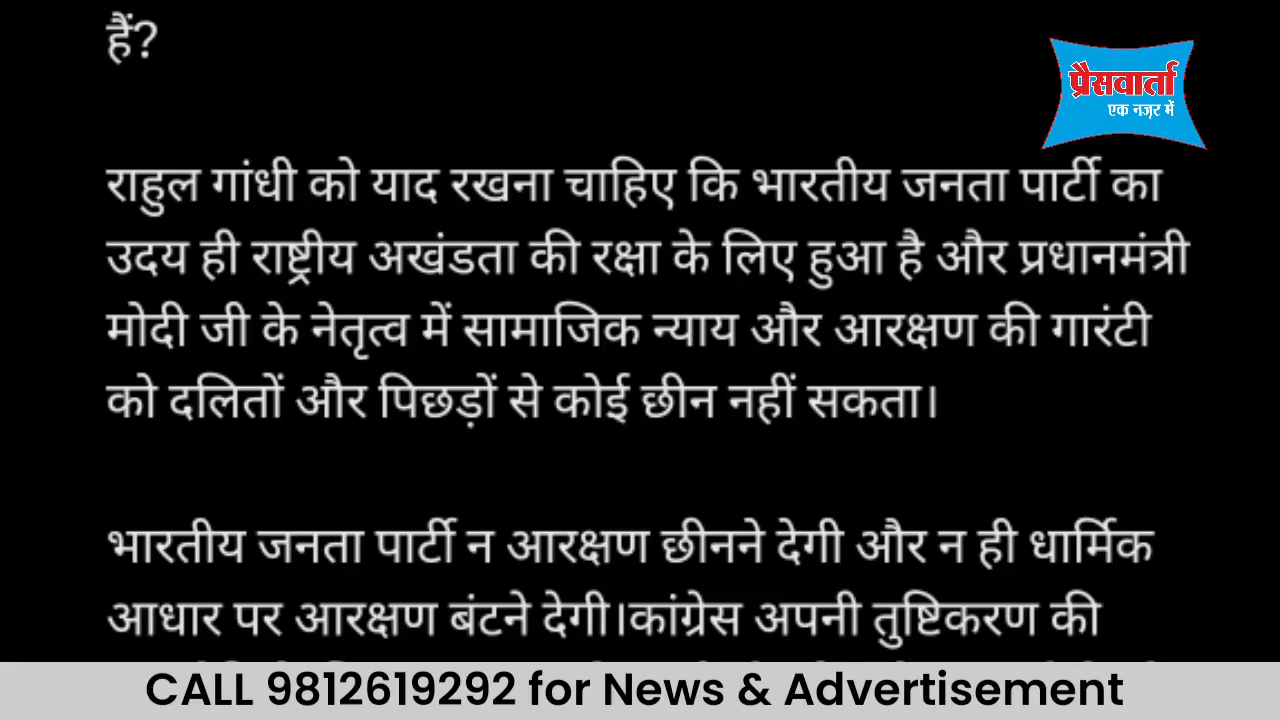 हैं?
प्रैसवार्ता
एक नज़र में
राहुल गांधी को याद रखना चाहिए कि भारतीय जनता पार्टी का
उदय ही राष्ट्रीय अखंडता की रक्षा के लिए हुआ है और प्रधानमंत्री
मोदी जी के नेतृत्व में सामाजिक न्याय और आरक्षण की गारंटी
को दलितों और पिछड़ों से कोई छीन नहीं सकता।
भारतीय जनता पार्टी न आरक्षण छीनने देगी और न ही धार्मिक
आधार पर आरक्षण बंटने देगी।कांग्रेस अपनी तुष्टिकरण की
CALL 9812619292 for News & Advertisement